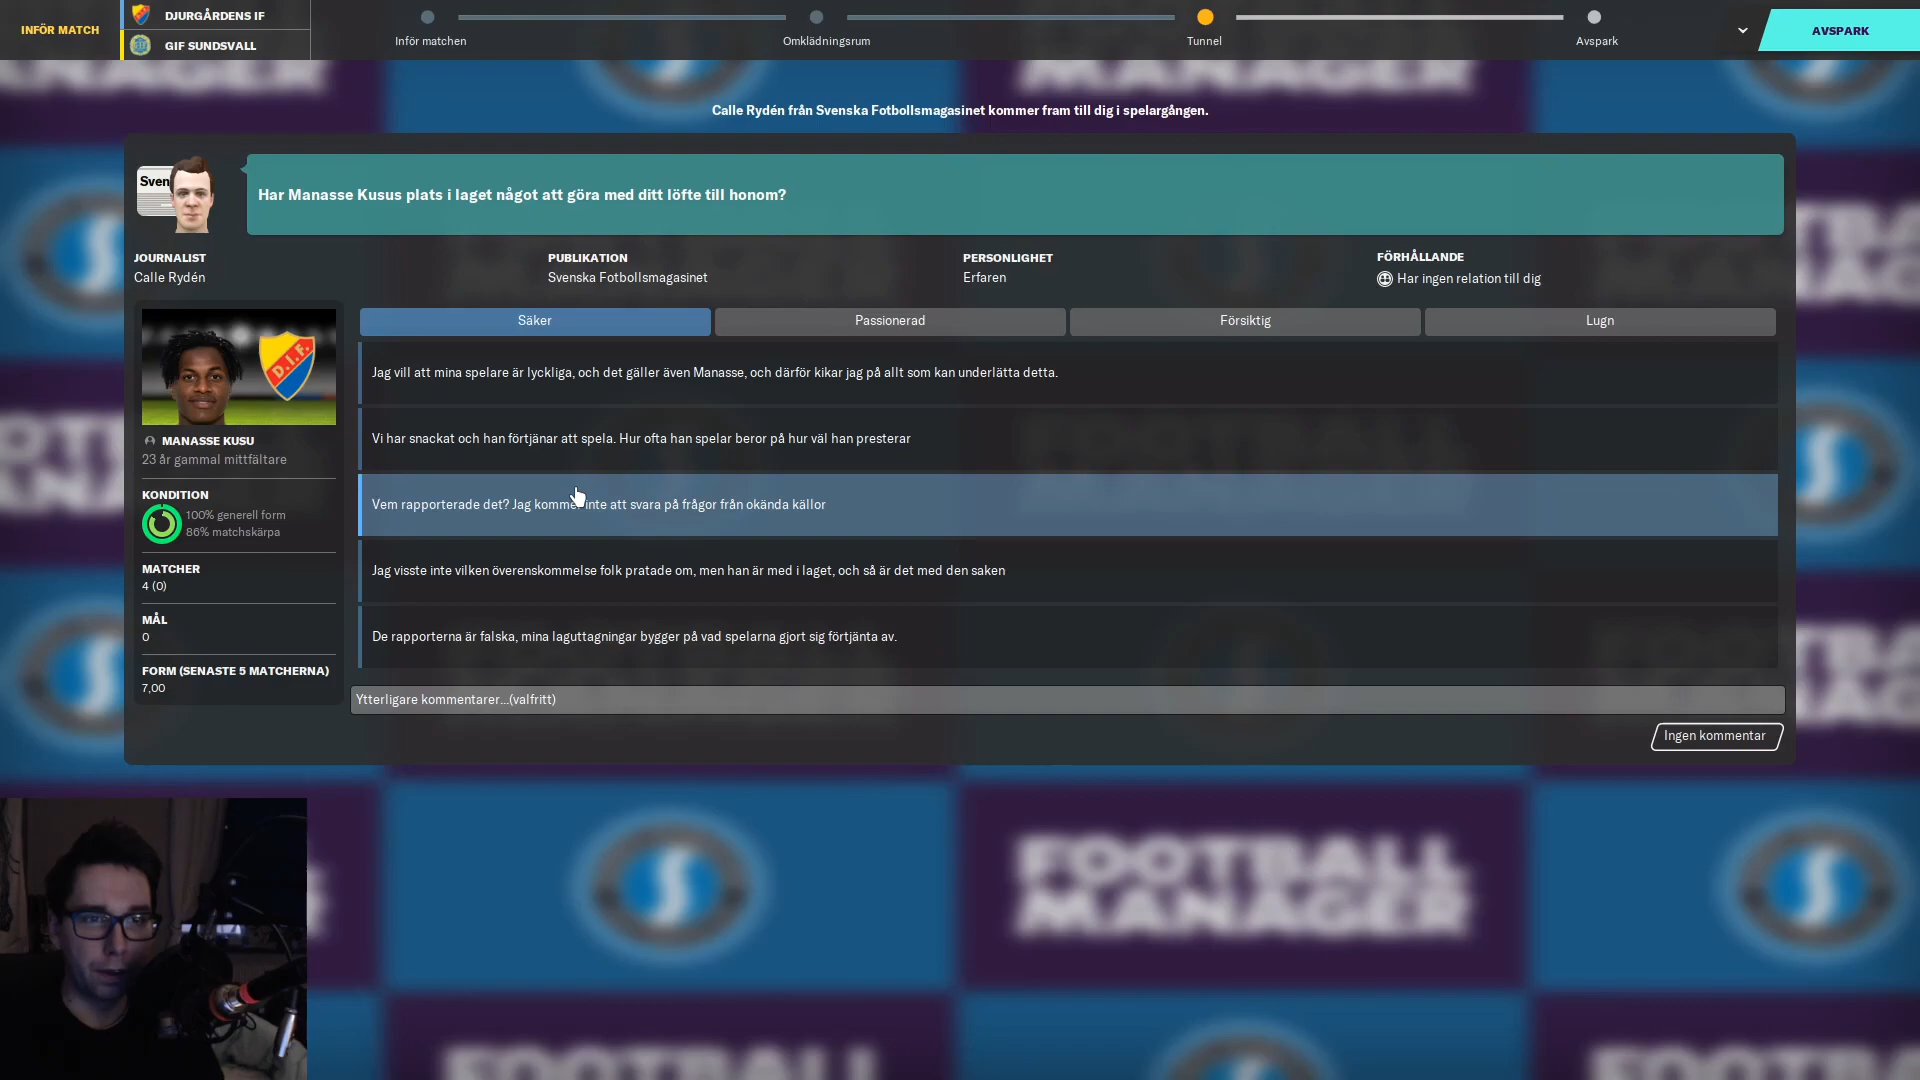 INFÖR MATCH
DJURGÅRDENS IF
GIF SUNDSVALL
Inför matchen
Omklädningsrum
Tunnel
Avspark
AVSPARK
Calle Rydén från Svenska Fotbollsmagasinet kommer fram till dig i spelargången.
Sven
Har Manasse Kusus plats i laget något att göra med ditt löfte till honom?
JOURNALIST
Calle Rydén
PUBLIKATION
Svenska Fotbollsmagasinet
PERSONLIGHET
Erfaren
FÖRHÅLLANDE
Har ingen relation till dig
Säker
Passionerad
Försiktig
Lugn
D.I.F.
MANASSE KUSU
23 år gammal mittfältare
KONDITION
100% generell form
86% matchskärpa
MATCHER
4 (0)
MÅL
0
FORM (SENASTE 5 MATCHERNA)
7,00
Jag vill att mina spelare är lyckliga, och det gäller även Manasse, och därför kikar jag på allt som kan underlätta detta.
Vi har snackat och han förtjänar att spela. Hur ofta han spelar beror på hur väl han presterar
Vem rapporterade det? Jag kommer inte att svara på frågor från okända källor
Jag visste inte vilken överenskommelse folk pratade om, men han är med i laget, och så är det med den saken
De rapporterna är falska, mina laguttagningar bygger på vad spelarna gjort sig förtjänta av.
Ytterligare kommentarer...(valfritt)
Ingen kommentar
FOOTBALL
MANAGER